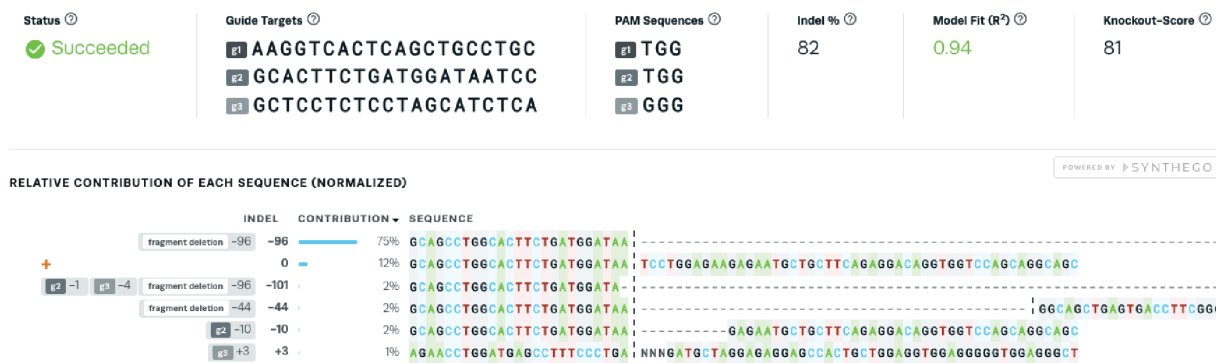 Status ? Guide Targets ? PAM Sequences ? Indel % ? Model Fit (R²) ? Knockout-Score ?
Succeeded g1 AAGGTCACTCAGCTGCCTGC g1 TGG 82 0.94 81
g2 GCACTTCTGATGGATAATCC g2 TGG
g3 GCTCCTCTCCTAGCATCTCA g3 GGG
POWERED BY SYNTHEGO
RELATIVE CONTRIBUTION OF EACH SEQUENCE (NORMALIZED)
INDEL CONTRIBUTION SEQUENCE
fragment deletion -96 -96 75% GCAGCCTGGCACTTCTGATGGATAA
+ 0 12% GCAGCCTGGCACTTCTGATGGATAA TCCTGGAGAAGAGAATGCTGCTTCAGAGGACAGGTGGTCCAGCAGGCAGC
g2 -1 g3 -4 fragment deletion -96 -101 2% GCAGCCTGGCACTTCTGATGGATA-
fragment deletion -44 -44 2% GCAGCCTGGCACTTCTGATGGATAA GGCAGCTGAGTGACCTTCGGG
g2 -10 -10 2% GCAGCCTGGCACTTCTGATGGATAA ----------GAGAATGCTGCTTCAGAGGACAGGTGGTCCAGCAGGCAGC
g3 +3 +3 1% AGAACCTGGATGAGCCTTTCCCTGA NNNGATGCTAGGAGAGGAGCCACTGCTGGAGGTGGAGGGGGTGGAGGGCT